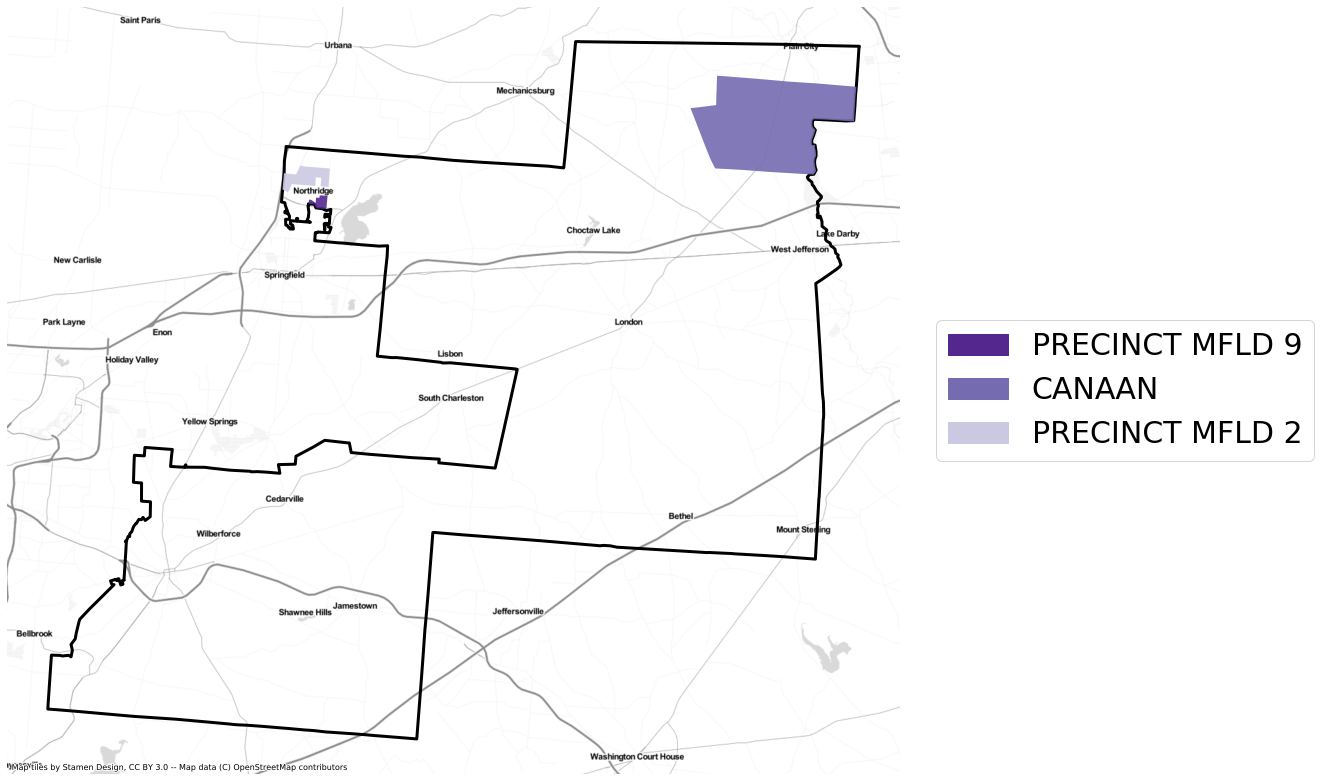 Saint Paris
Urbana
Plain City
Mechanicsburg
Northridge
Choctaw Lake
Lake Darby
West Jefferson
New Carlisle
Springfield
Park Layne
Enon
London
Holiday Valley
Lisbon
South Charleston
Yellow Springs
Cedarville
Bethel
Wilberforce
Mount Sterling
Jamestown
Shawnee Hills
Jeffersonville
Bellbrook
Washington Court House
Map tiles by Stamen Design, CC BY 3.0 -- Map data (C) OpenStreetMap contributors
PRECINCT MFLD 9
CANAAN
PRECINCT MFLD 2